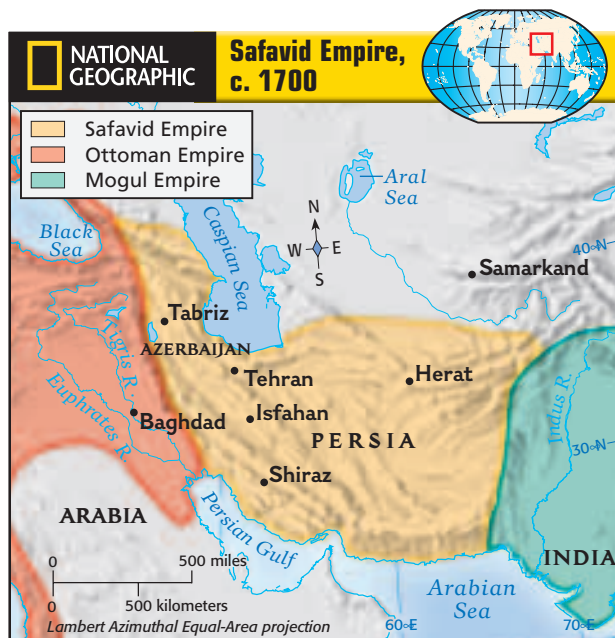 NATIONAL
GEOGRAPHIC
Safavid Empire,
c. 1700
Safavid Empire
Ottoman Empire
Mogul Empire
Black
Sea
Caspian Sea
Aral
Sea
N
W E
S
40°N
Samarkand
Tabriz
AZERBAIJAN
Tigris R.
Euphrates R.
Tehran
Herat
Indus R.
Baghdad
Isfahan
PERSIA
30°N
Shiraz
ARABIA
Persian Gulf
INDIA
0 500 miles
0 500 kilometers
Arabian
Sea
60°E
70°E
Lambert Azimuthal Equal-Area projection